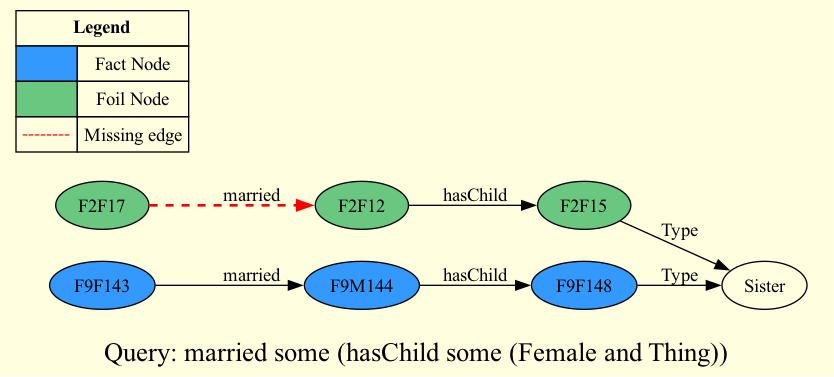 Legend
Fact Node
Foil Node
Missing edge
F2F17 married F2F12 hasChild F2F15 Type
F9F143 married F9M144 hasChild F9F148 Type Sister
Query: married some (hasChild some (Female and Thing))